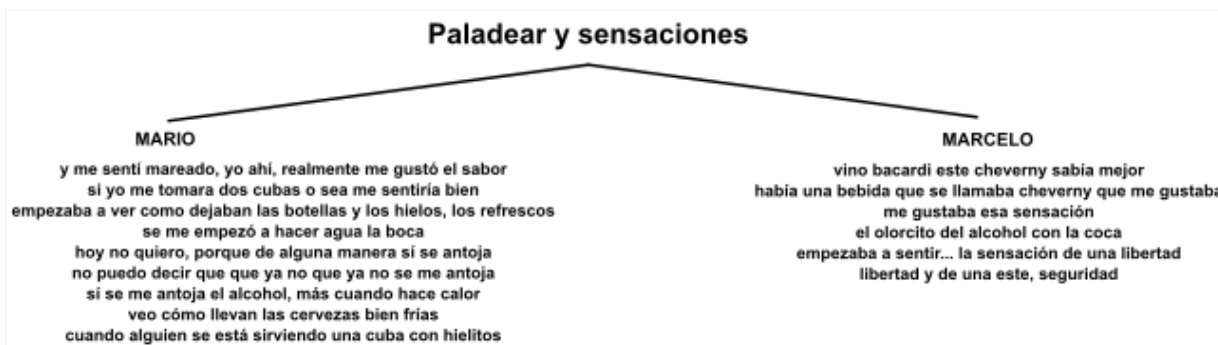 Paladear y sensaciones
MARIO
y me sentí mareado, yo ahí, realmente me gustó el sabor
si yo me tomara dos cubas o sea me sentiría bien
empezaba a ver como dejaban las botellas y los hielos, los refrescos
se me empezó a hacer agua la boca
hoy no quiero, porque de alguna manera sí se antoja
no puedo decir que que ya no que ya no se me antoja
sí se me antoja el alcohol, más cuando hace calor
veo cómo llevan las cervezas bien frías
cuando alguien se está sirviendo una cuba con hielitos
MARCELO
vino bacardi este cheverny sabía mejor
había una bebida que se llamaba cheverny que me gustaba
me gustaba esa sensación
el olorcito del alcohol con la coca
empezaba a sentir... la sensación de una libertad
libertad y de una este, seguridad